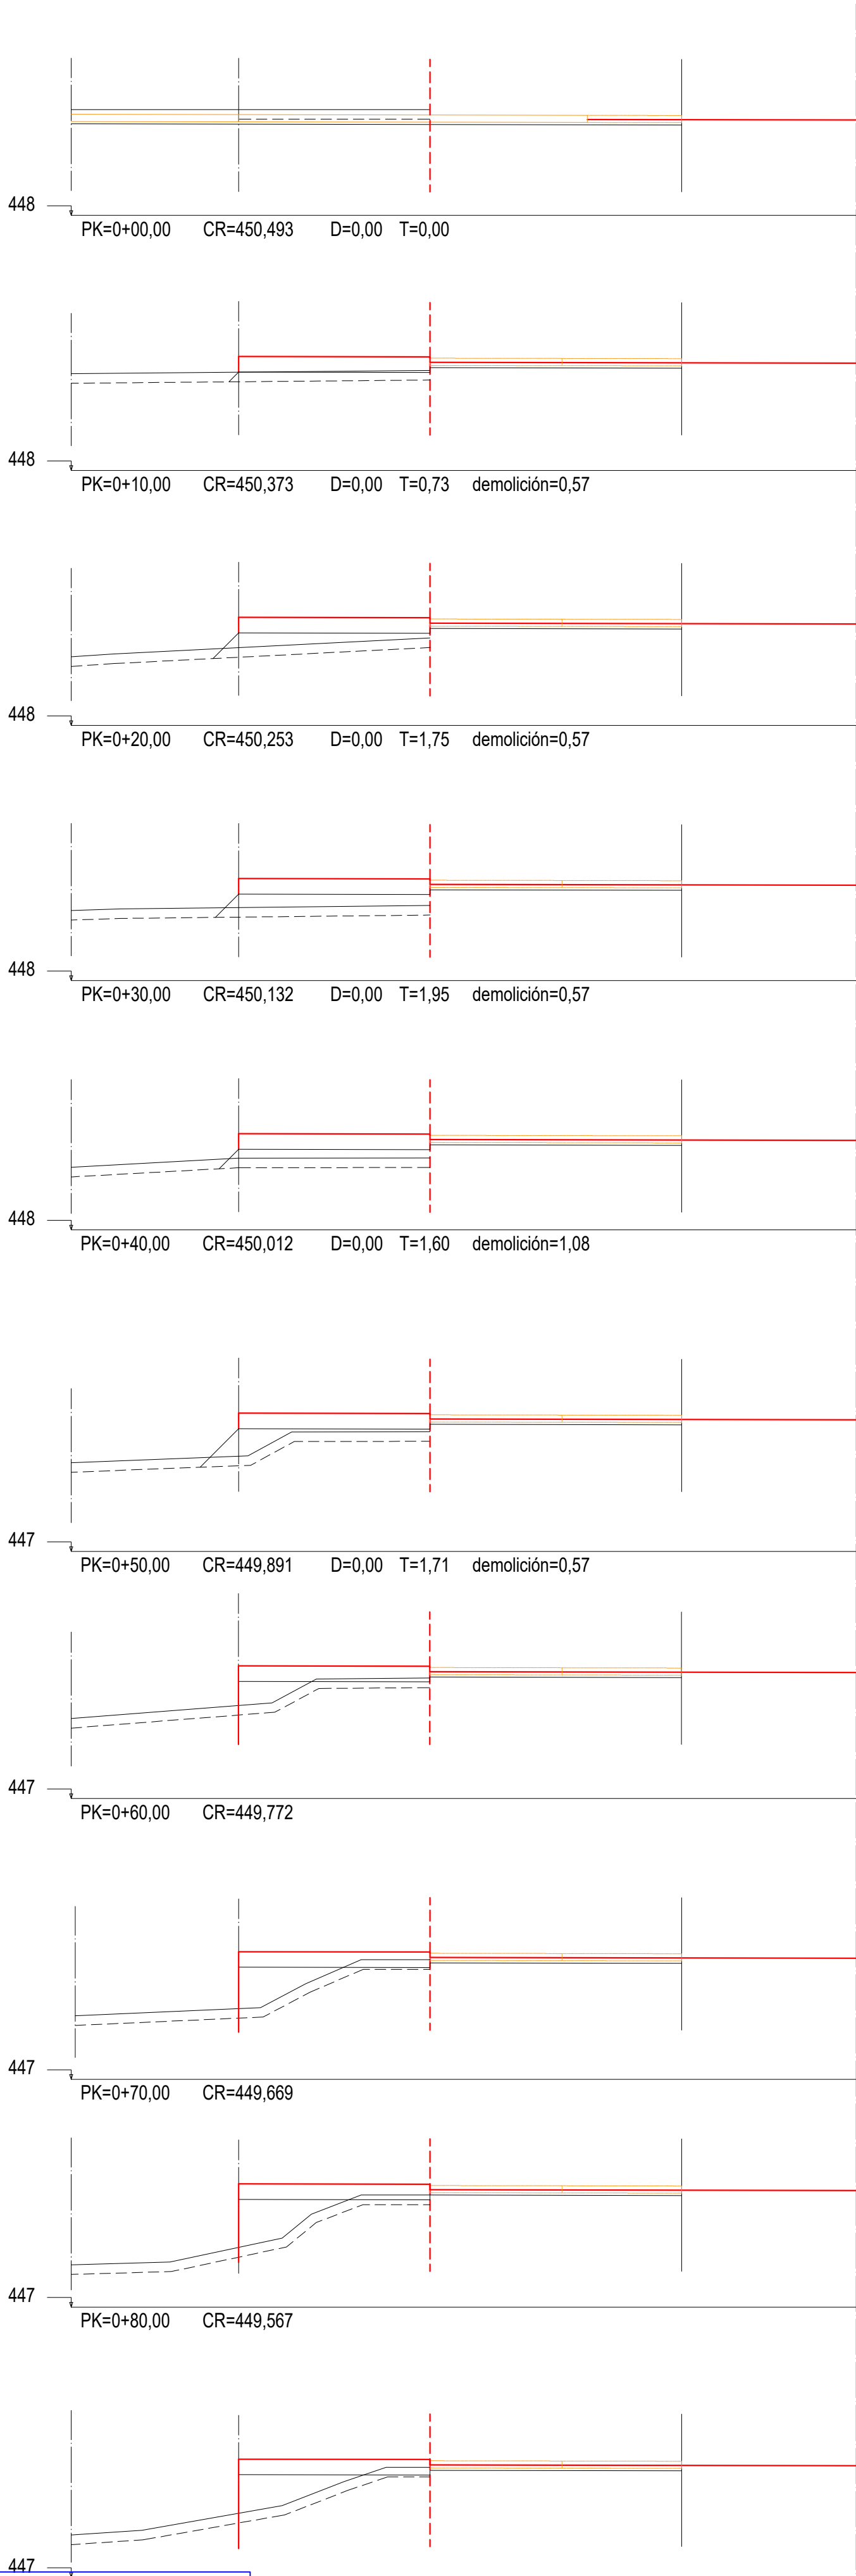 448
PK=0+00,00 CR=450,493 D=0,00 T=0,00
448
PK=0+10,00 CR=450,373 D=0,00 T=0,73 demolición=0,57
448
PK=0+20,00 CR=450,253 D=0,00 T=1,75 demolición=0,57
448
PK=0+30,00 CR=450,132 D=0,00 T=1,95 demolición=0,57
448
PK=0+40,00 CR=450,012 D=0,00 T=1,60 demolición=1,08
447
PK=0+50,00 CR=449,891 D=0,00 T=1,71 demolición=0,57
447
PK=0+60,00 CR=449,772
447
PK=0+70,00 CR=449,669
447
PK=0+80,00 CR=449,567
447